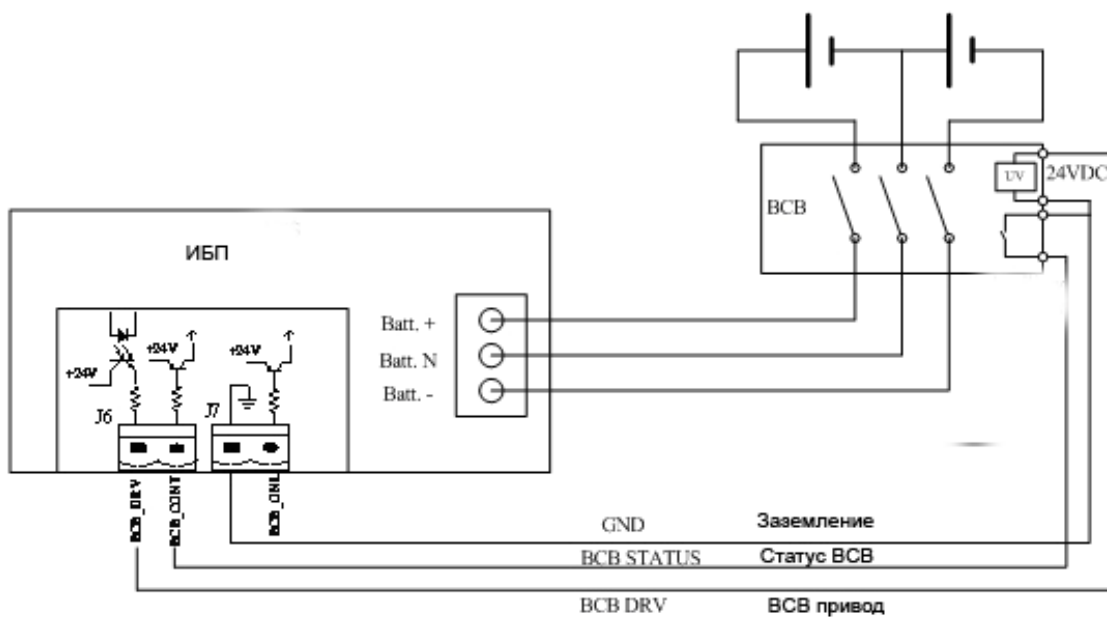 UV
24VDC
BCB
ИБП
Batt. +
Batt. N
Batt. -
+24V
+24V
+24V
J6
J7
BCB_DRV
BCB_CONT
BCB_ONL
GND
Заземление
BCB STATUS
Статус BCB
BCB DRV
BCB привод